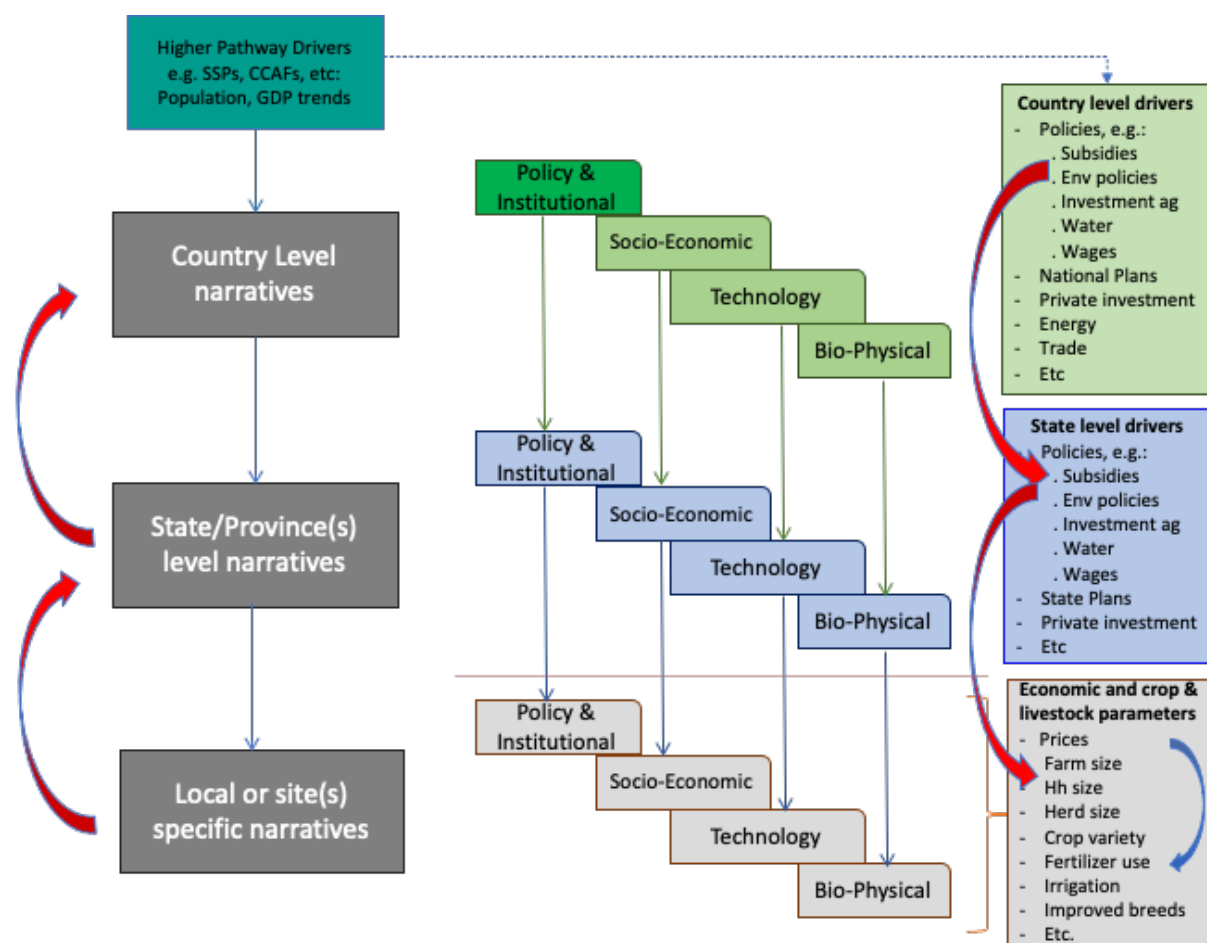 Higher Pathway Drivers
e.g. SSPs, CCAFs, etc:
Population, GDP trends
Country Level
narratives
State/Province(s)
level narratives
Local or site(s)
specific narratives
Policy &
Institutional
Socio-Economic
Technology
Bio-Physical
Policy &
Institutional
Socio-Economic
Technology
Bio-Physical
Policy &
Institutional
Socio-Economic
Technology
Bio-Physical
Country level drivers
- Policies, e.g.:
. Subsidies
. Env policies
. Investment ag
. Water
. Wages
- National Plans
- Private investment
- Energy
- Trade
- Etc
State level drivers
- Policies, e.g.:
. Subsidies
. Env policies
. Investment ag
. Water
. Wages
- State Plans
- Private investment
- Etc
Economic and crop &
livestock parameters
- Prices
Farm size
- Hh size
- Herd size
- Crop variety
- Fertilizer use
- Irrigation
- Improved breeds
- Etc.